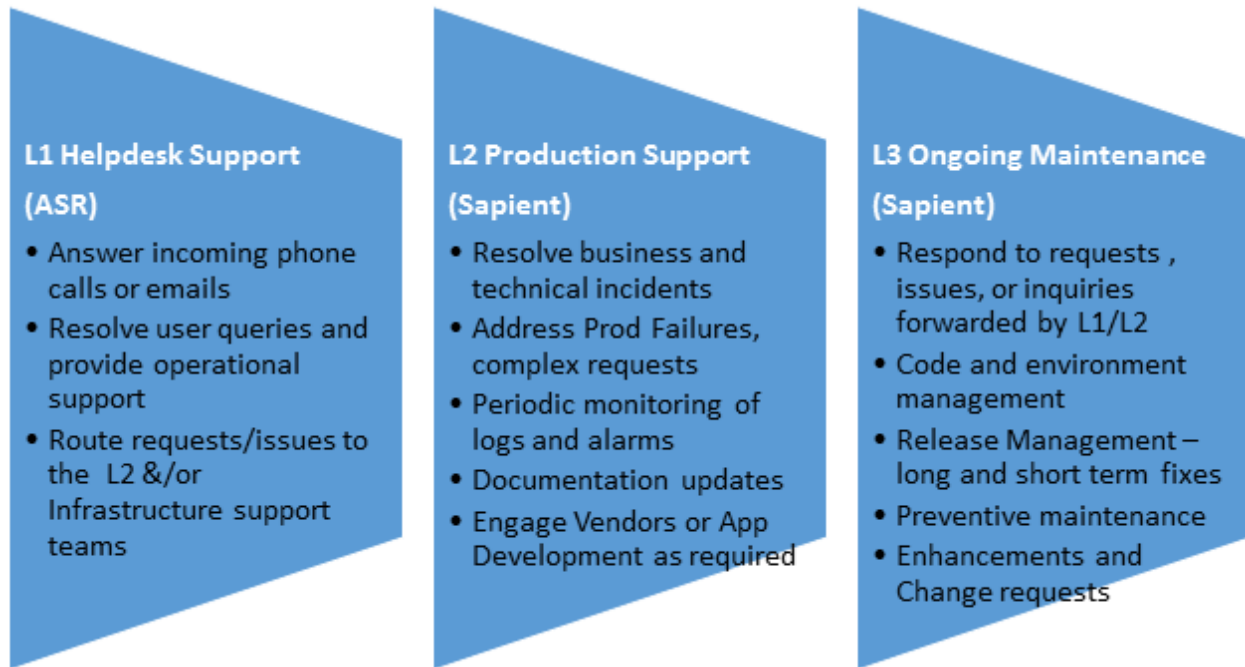 L1 Helpdesk Support
(ASR)
• Answer incoming phone
calls or emails
• Resolve user queries and
provide operational
support
• Route requests/issues to
the L2 &/or
Infrastructure support
teams
L2 Production Support
(Sapient)
• Resolve business and
technical incidents
• Address Prod Failures,
complex requests
• Periodic monitoring of
logs and alarms
• Documentation updates
• Engage Vendors or App
Development as required
L3 Ongoing Maintenance
(Sapient)
• Respond to requests ,
issues, or inquiries
forwarded by L1/L2
• Code and environment
management
• Release Management –
long and short term fixes
• Preventive maintenance
• Enhancements and
Change requests